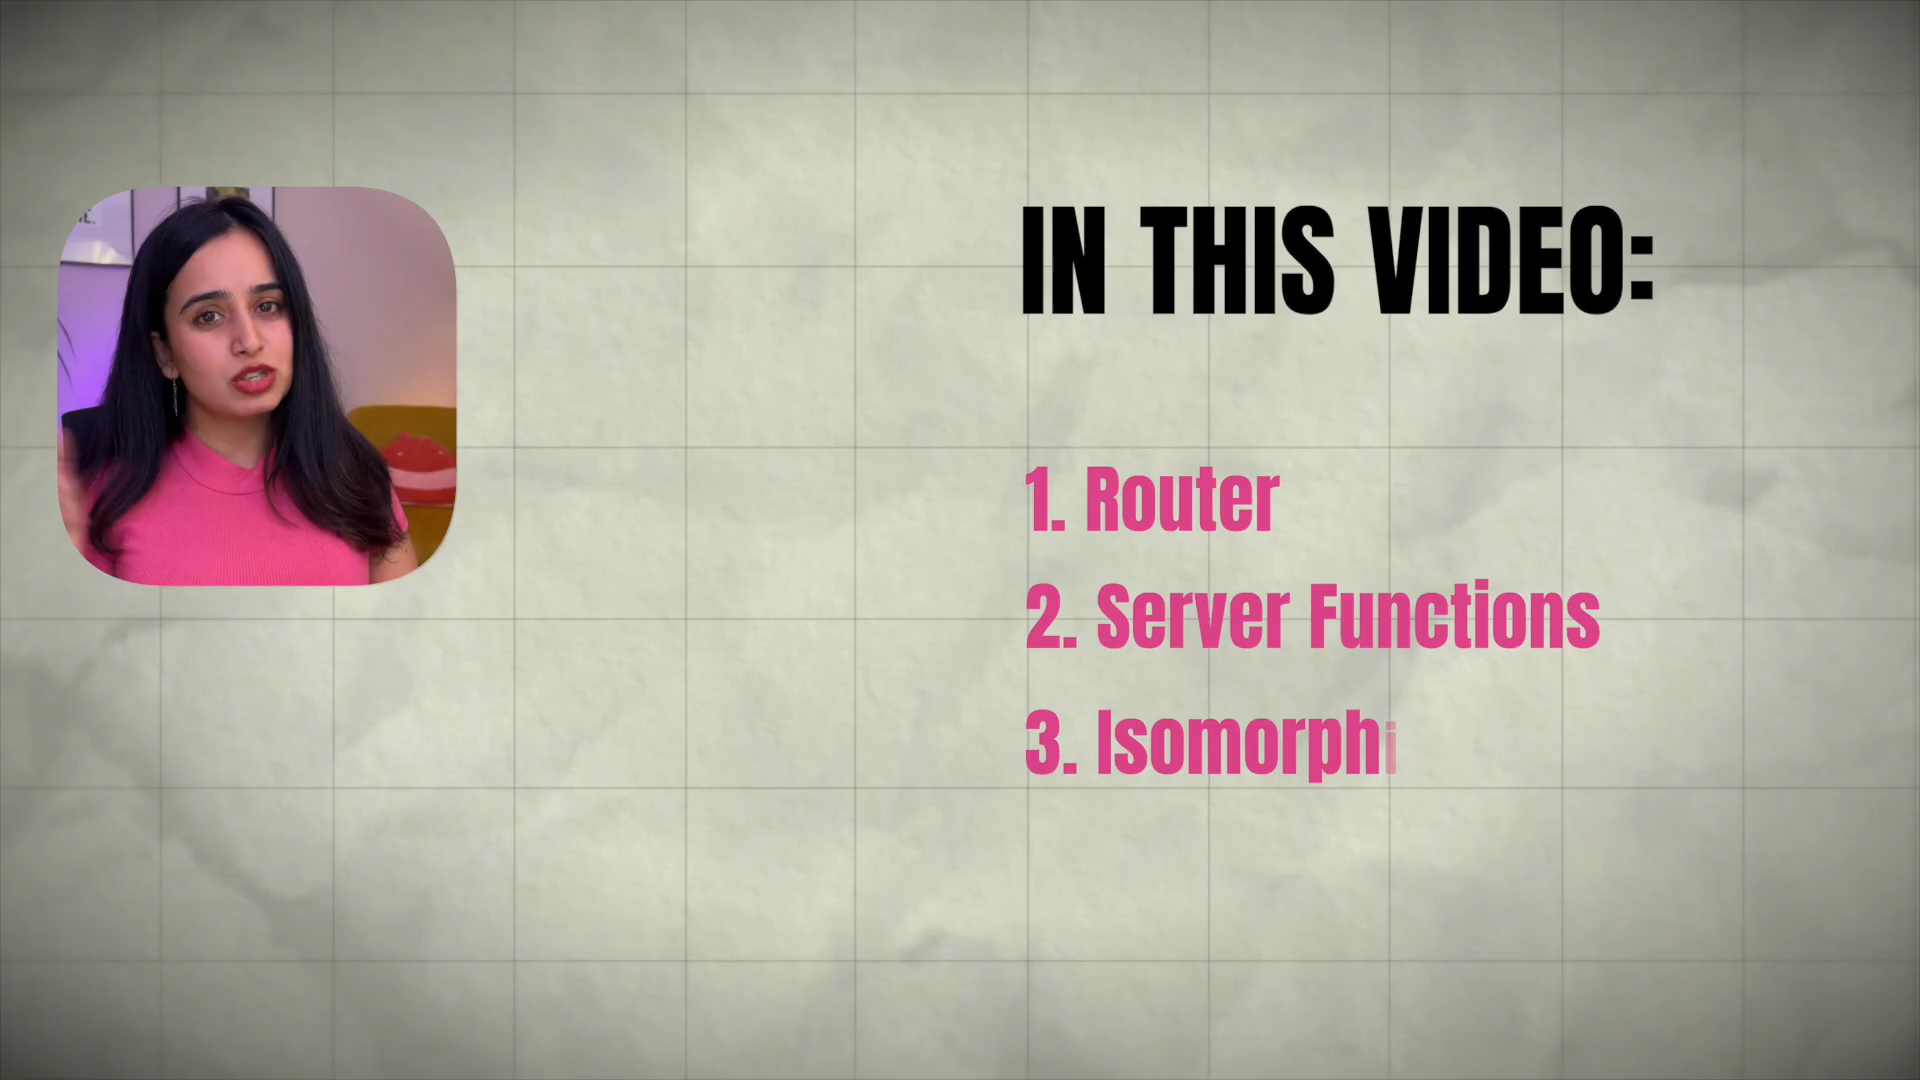 IN THIS VIDEO:
1. Router
2. Server Functions
3. Isomorphi